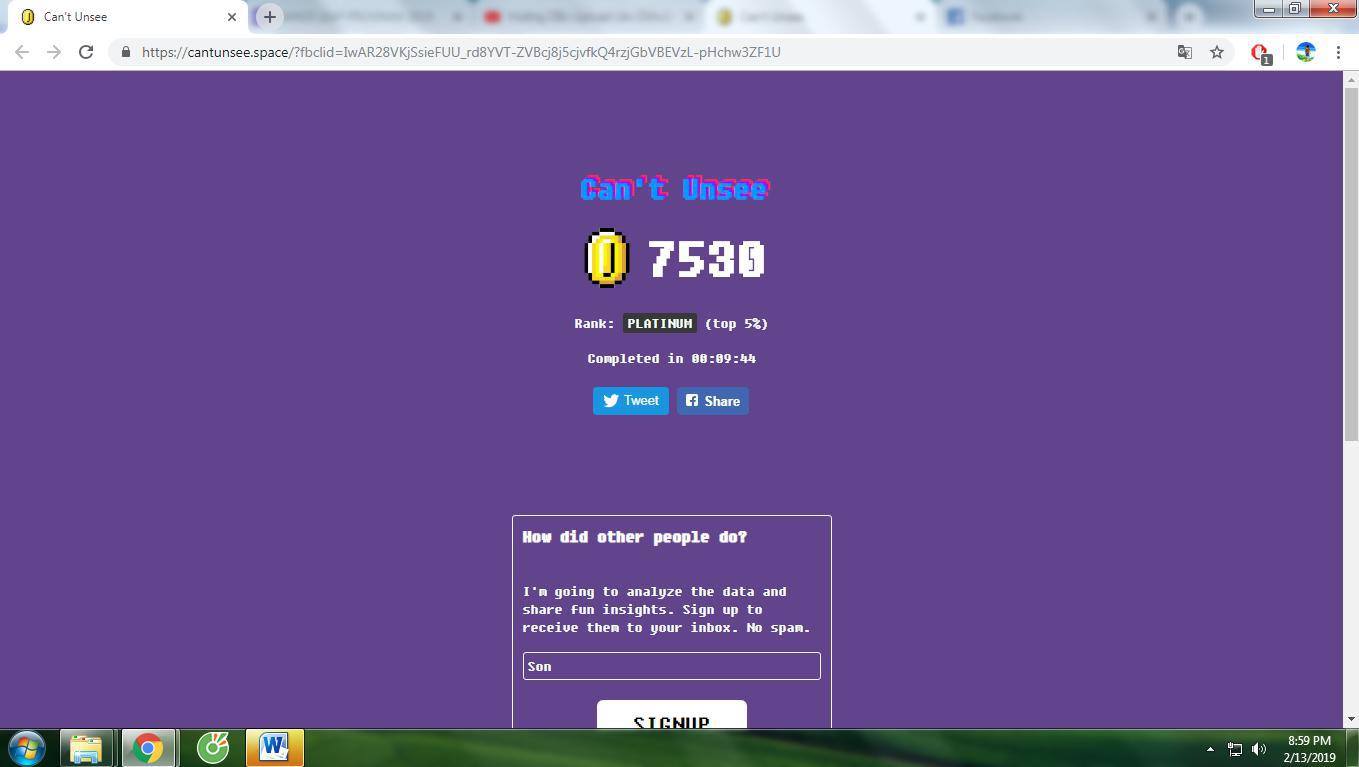 Can't Unsee
https://cantunsee.space/?fbclid=IwAR28VKjSsieFUU_rd8YVT-ZVBcj8j5cjvfkQ4rzjGbVBEVzL-pHchw3ZF1U
1
Can't Unsee
7530
Rank: PLATINUM (top 5%)
Completed in 00:09:44
Tweet Share
How did other people do?
I'm going to analyze the data and
share fun insights. Sign up to
receive them to your inbox. No spam.
Son
SIGNUP
8:59 PM
2/13/2019